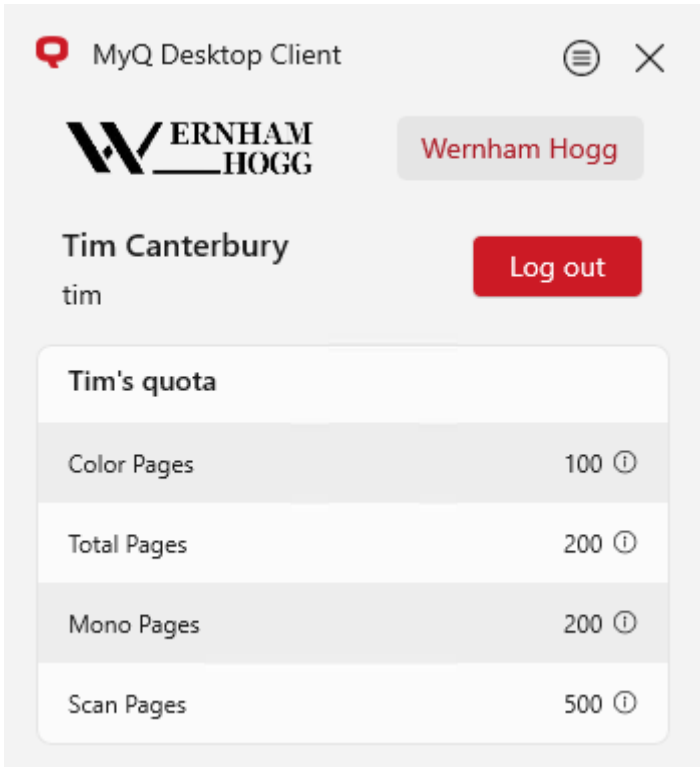 MyQ Desktop Client
WERNHAM
HOGG
Wernham Hogg
Tim Canterbury
Log out
tim
Tim's quota
Color Pages 100
Total Pages 200
Mono Pages 200
Scan Pages 500